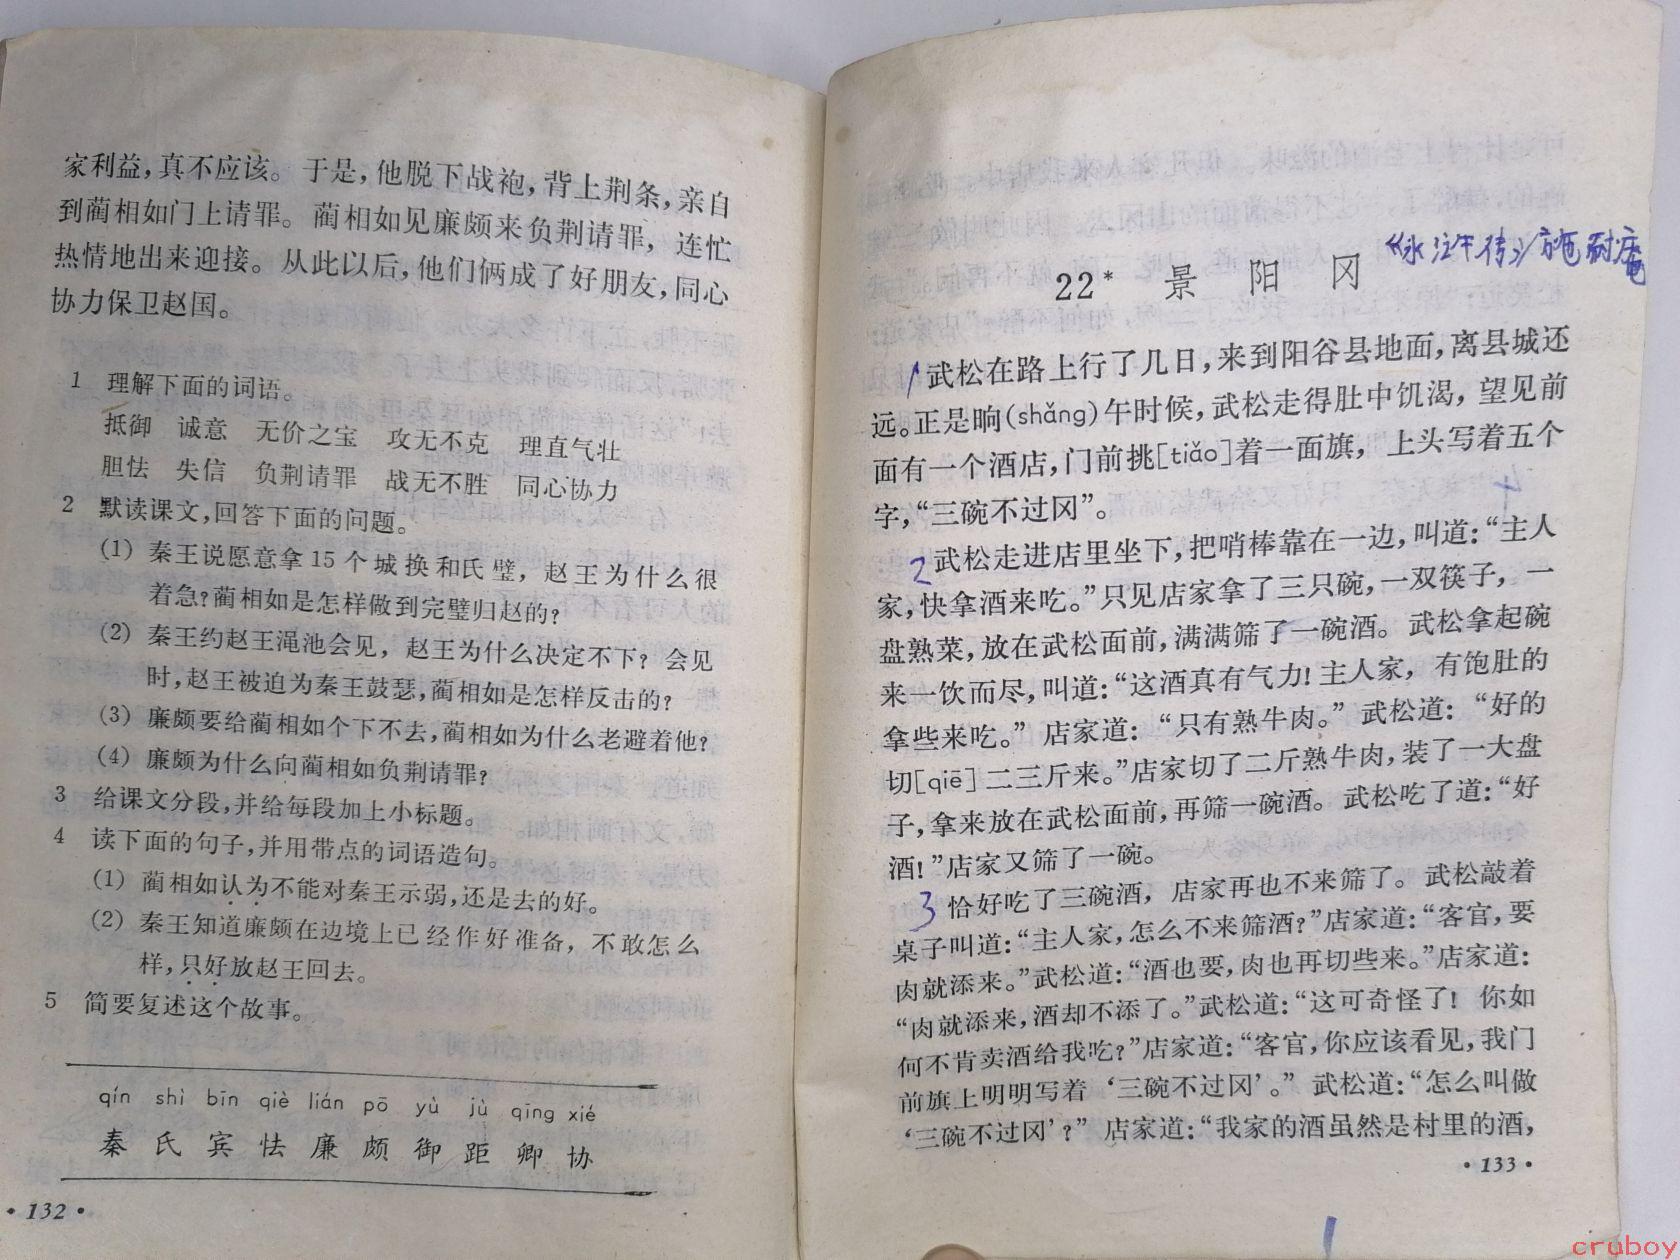 家利益，真不应该。于是，他脱下战袍，背上荆条，亲自
到蔺相如门上请罪。蔺相如见廉颇来负荆请罪，连忙
热情地出来迎接。从此以后，他们俩成了好朋友，同心
协力保卫赵国。
1 理解下面的词语。
抵御 诚意 无价之宝 攻无不克 理直气壮
胆怯 失信 负荆请罪 战无不胜 同心协力
2 默读课文，回答下面的问题。
(1) 秦王说愿意拿15个城换和氏璧，赵王为什么很
着急？蔺相如是怎样做到完璧归赵的？
(2) 秦王约赵王渑池会见，赵王为什么决定不下？会见
时，赵王被迫为秦王鼓瑟，蔺相如是怎样反击的？
(3) 廉颇要给蔺相如个下不去，蔺相如为什么老避着他？
(4) 廉颇为什么向蔺相如负荆请罪？
3 给课文分段，并给每段加上小标题。
4 读下面的句子，并用带点的词语造句。
(1) 蔺相如认为不能对秦王示弱，还是去的好。
(2) 秦王知道廉颇在边境上已经作好准备，不敢怎么
样，只好放赵王回去。
5 简要复述这个故事。
qín shì bīn qiè lián pō yù jù qīng xié
秦 氏 宾 怯 廉 颇 御 距 卿 协
·132·
《水浒传》施耐庵
22* 景阳冈
1 武松在路上行了几日，来到阳谷县地面，离县城还
远。正是晌(shǎng)午时候，武松走得肚中饥渴，望见前
面有一个酒店，门前挑[tiǎo]着一面旗，上头写着五个
字，“三碗不过冈”。
2 武松走进店里坐下，把哨棒靠在一边，叫道：“主人
家，快拿酒来吃。”只见店家拿了三只碗，一双筷子，一
盘熟菜，放在武松面前，满满筛了一碗酒。武松拿起碗
来一饮而尽，叫道：“这酒真有气力！主人家，有饱肚的
拿些来吃。”店家道：“只有熟牛肉。”武松道：“好的
切[qiē]二三斤来。”店家切了二斤熟牛肉，装了一大盘
子，拿来放在武松面前，再筛一碗酒。武松吃了道：“好
酒！”店家又筛了一碗。
3 恰好吃了三碗酒，店家再也不来筛了。武松敲着
桌子叫道：“主人家，怎么不来筛酒？”店家道：“客官，要
肉就添来。”武松道：“酒也要，肉也再切些来。”店家道：
“肉就添来，酒却不添了。”武松道：“这可奇怪了！你如
何不肯卖酒给我吃？”店家道：“客官，你应该看见，我门
前旗上明明写着‘三碗不过冈’。”武松道：“怎么叫做
‘三碗不过冈’？”店家道：“我家的酒虽然是村里的酒，
·133·
cruboy